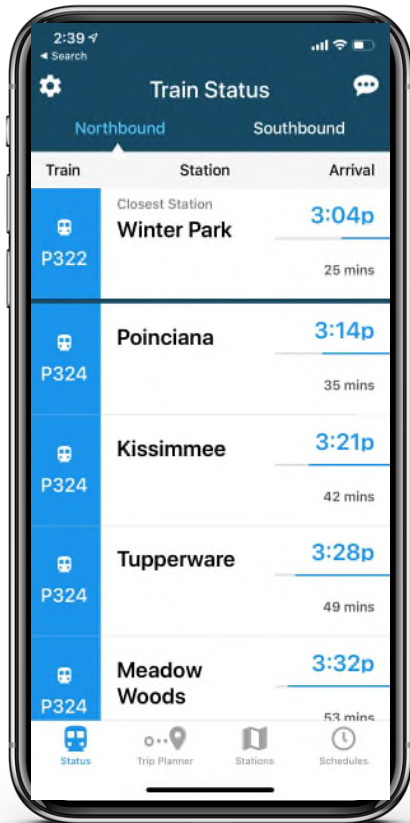 2:39
◀ Search
Train Status
Northbound Southbound
Train Station Arrival
Closest Station
Winter Park
3:04p
P322
25 mins
Poinciana
3:14p
P324
35 mins
Kissimmee
3:21p
P324
42 mins
Tupperware
3:28p
P324
49 mins
Meadow
Woods
3:32p
P324
53 mins
Status Trip Planner Stations Schedules